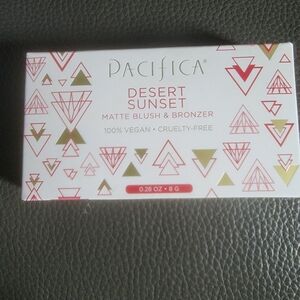 PACIFICA®
DESERT
SUNSET
MATTE BLUSH & BRONZER
100% VEGAN • CRUELTY-FREE
0.28 OZ • 8 G